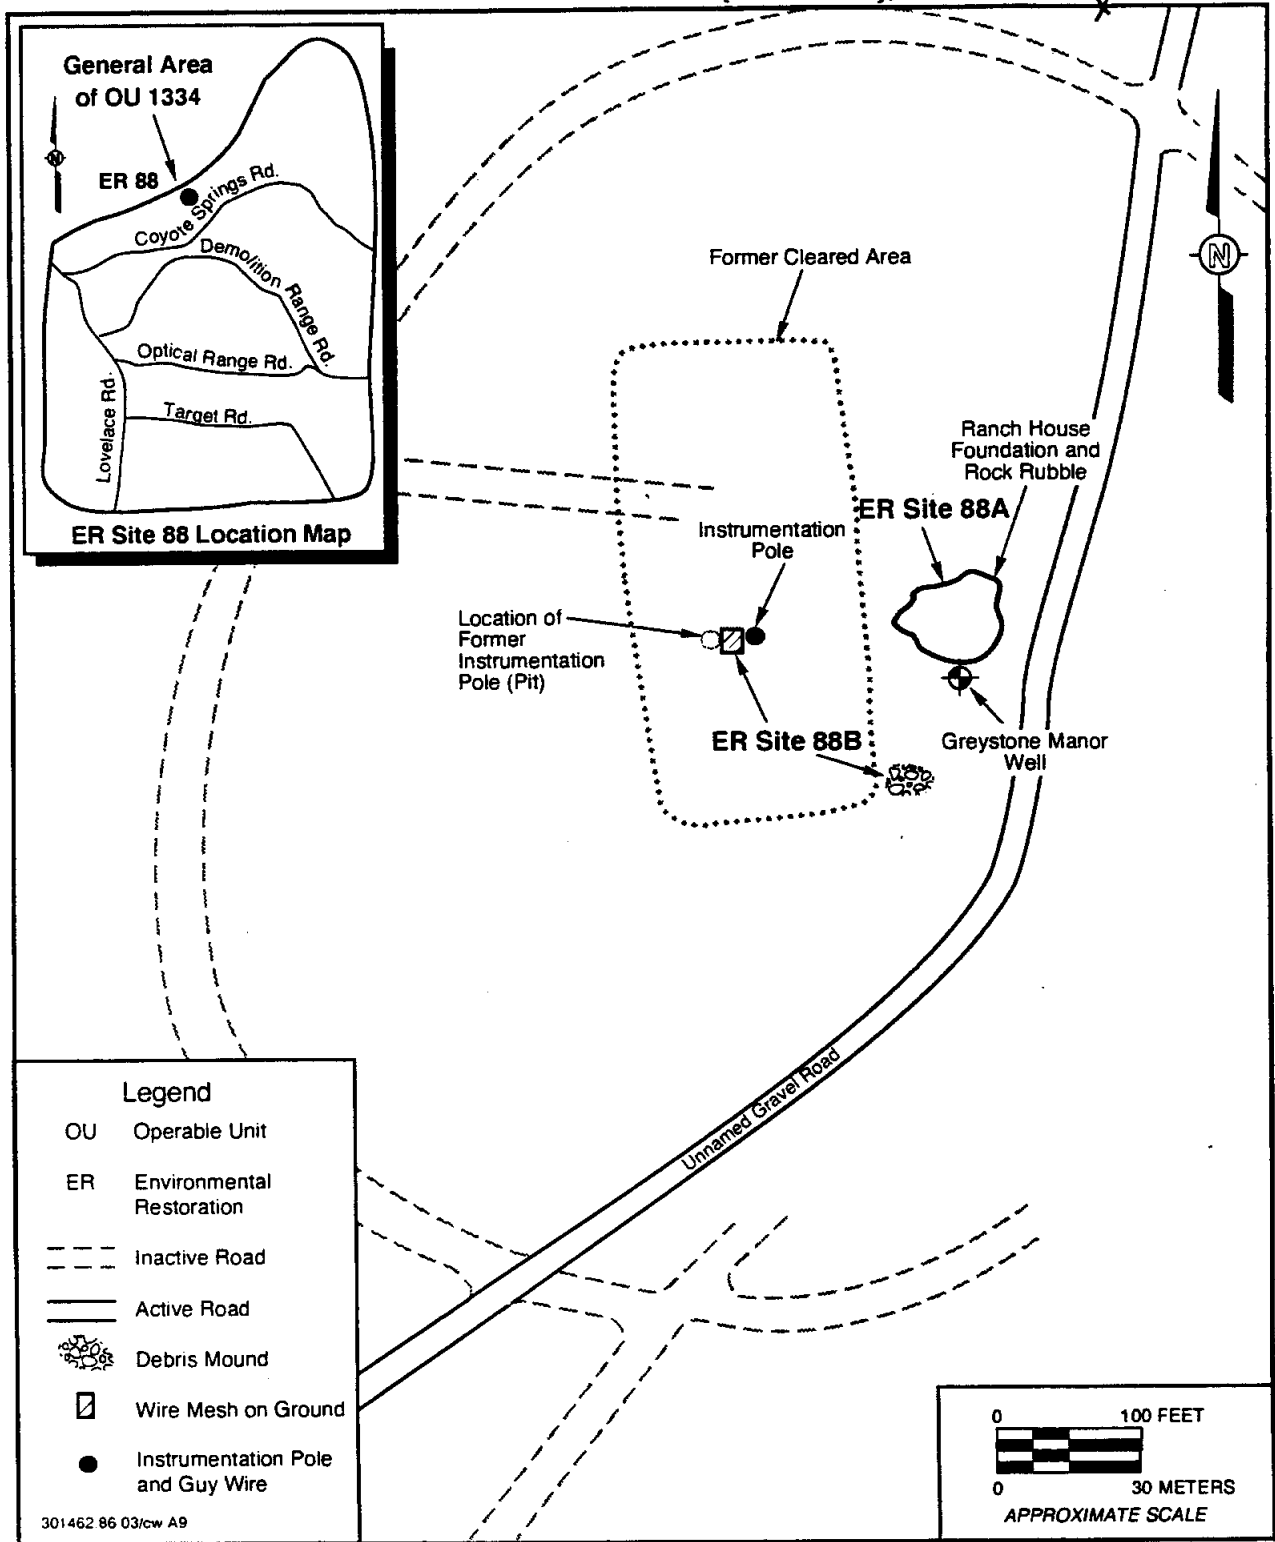 General Area
of OU 1334
N
ER 88
Coyote Springs Rd.
Demolition Range Rd.
Optical Range Rd.
Lovelace Rd.
Target Rd.
ER Site 88 Location Map
N
Former Cleared Area
Ranch House
Foundation and
Rock Rubble
ER Site 88A
Instrumentation
Pole
Location of
Former
Instrumentation
Pole (Pit)
ER Site 88B
Greystone Manor
Well
Unnamed Gravel Road
Legend
OU Operable Unit
ER Environmental
Restoration
Inactive Road
Active Road
Debris Mound
Wire Mesh on Ground
Instrumentation Pole
and Guy Wire
301462.86 03/cw A9
0 100 FEET
0 30 METERS
APPROXIMATE SCALE